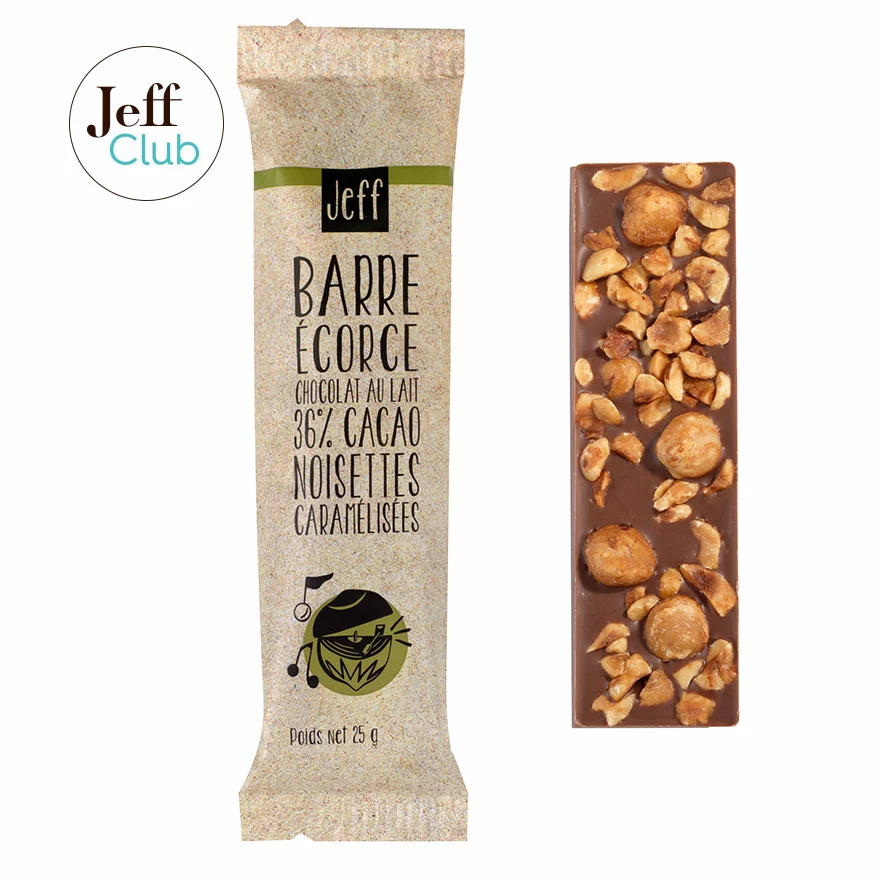 Jeff
Club
Jeff
BARRE
ÉCORCE
CHOCOLAT AU LAIT
36% CACAO
NOISETTES
CARAMÉLISÉES
Poids net 25 g